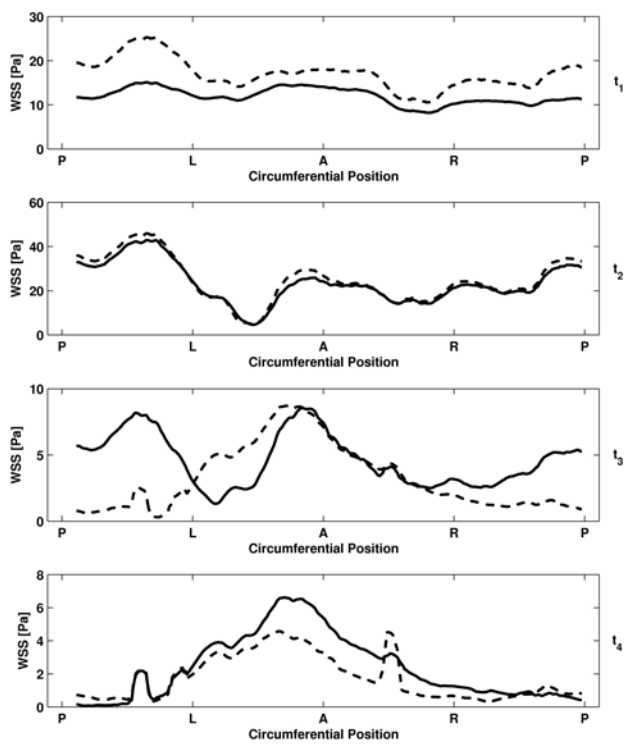 30
20
10
0
WSS [Pa]
P L A R P
Circumferential Position
t1
60
40
20
0
WSS [Pa]
P L A R P
Circumferential Position
t2
10
5
0
WSS [Pa]
P L A R P
Circumferential Position
t3
8
6
4
2
0
WSS [Pa]
P L A R P
Circumferential Position
t4